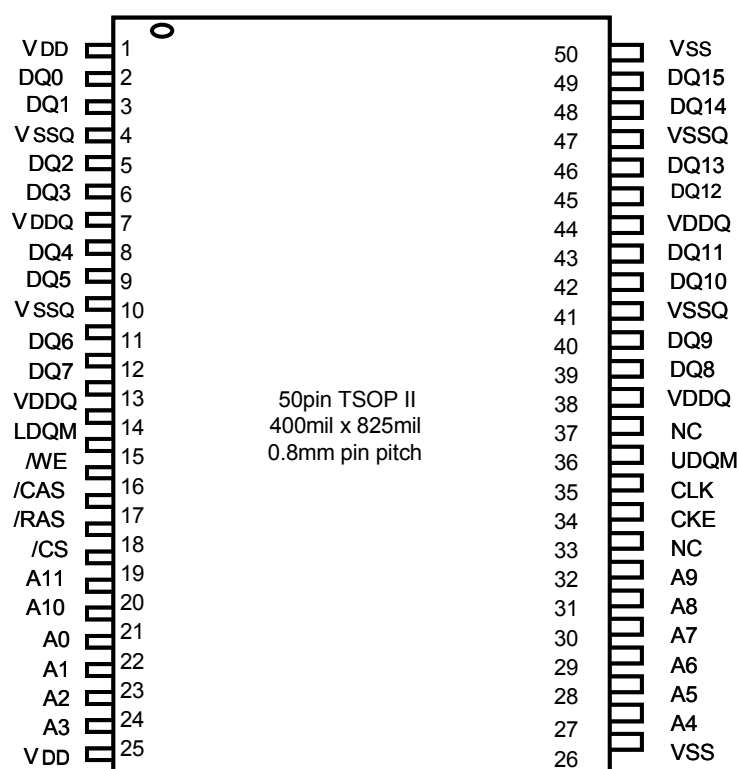 VDD 1 50 VSS
DQ0 2 49 DQ15
DQ1 3 48 DQ14
VSSQ 4 47 VSSQ
DQ2 5 46 DQ13
DQ3 6 45 DQ12
VDDQ 7 44 VDDQ
DQ4 8 43 DQ11
DQ5 9 42 DQ10
VSSQ 10 41 VSSQ
DQ6 11 40 DQ9
DQ7 12 39 DQ8
VDDQ 13 38 VDDQ
LDQM 14 37 NC
/WE 15 36 UDQM
/CAS 16 35 CLK
/RAS 17 34 CKE
/CS 18 33 NC
A11 19 32 A9
A10 20 31 A8
A0 21 30 A7
A1 22 29 A6
A2 23 28 A5
A3 24 27 A4
VDD 25 26 VSS
50pin TSOP II
400mil x 825mil
0.8mm pin pitch